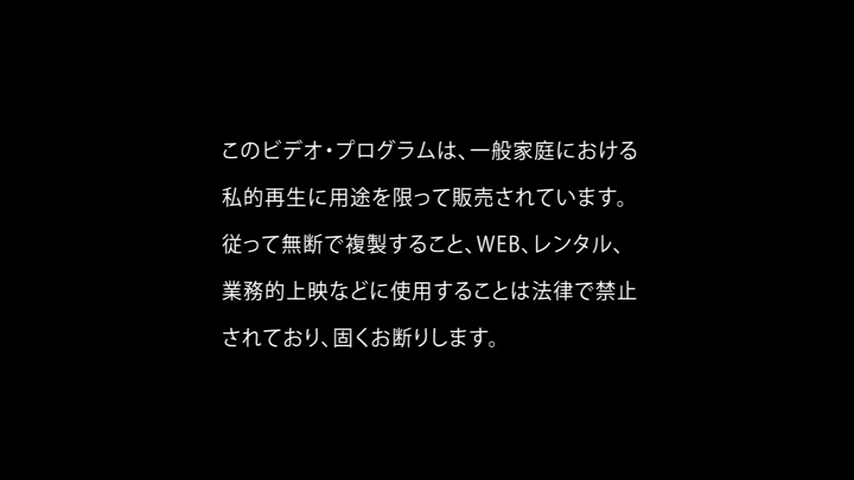 このビデオ・プログラムは、一般家庭における
私的再生に用途を限って販売されています。
従って無断で複製すること、WEB、レンタル、
業務的上映などに使用することは法律で禁止
されており、固くお断りします。